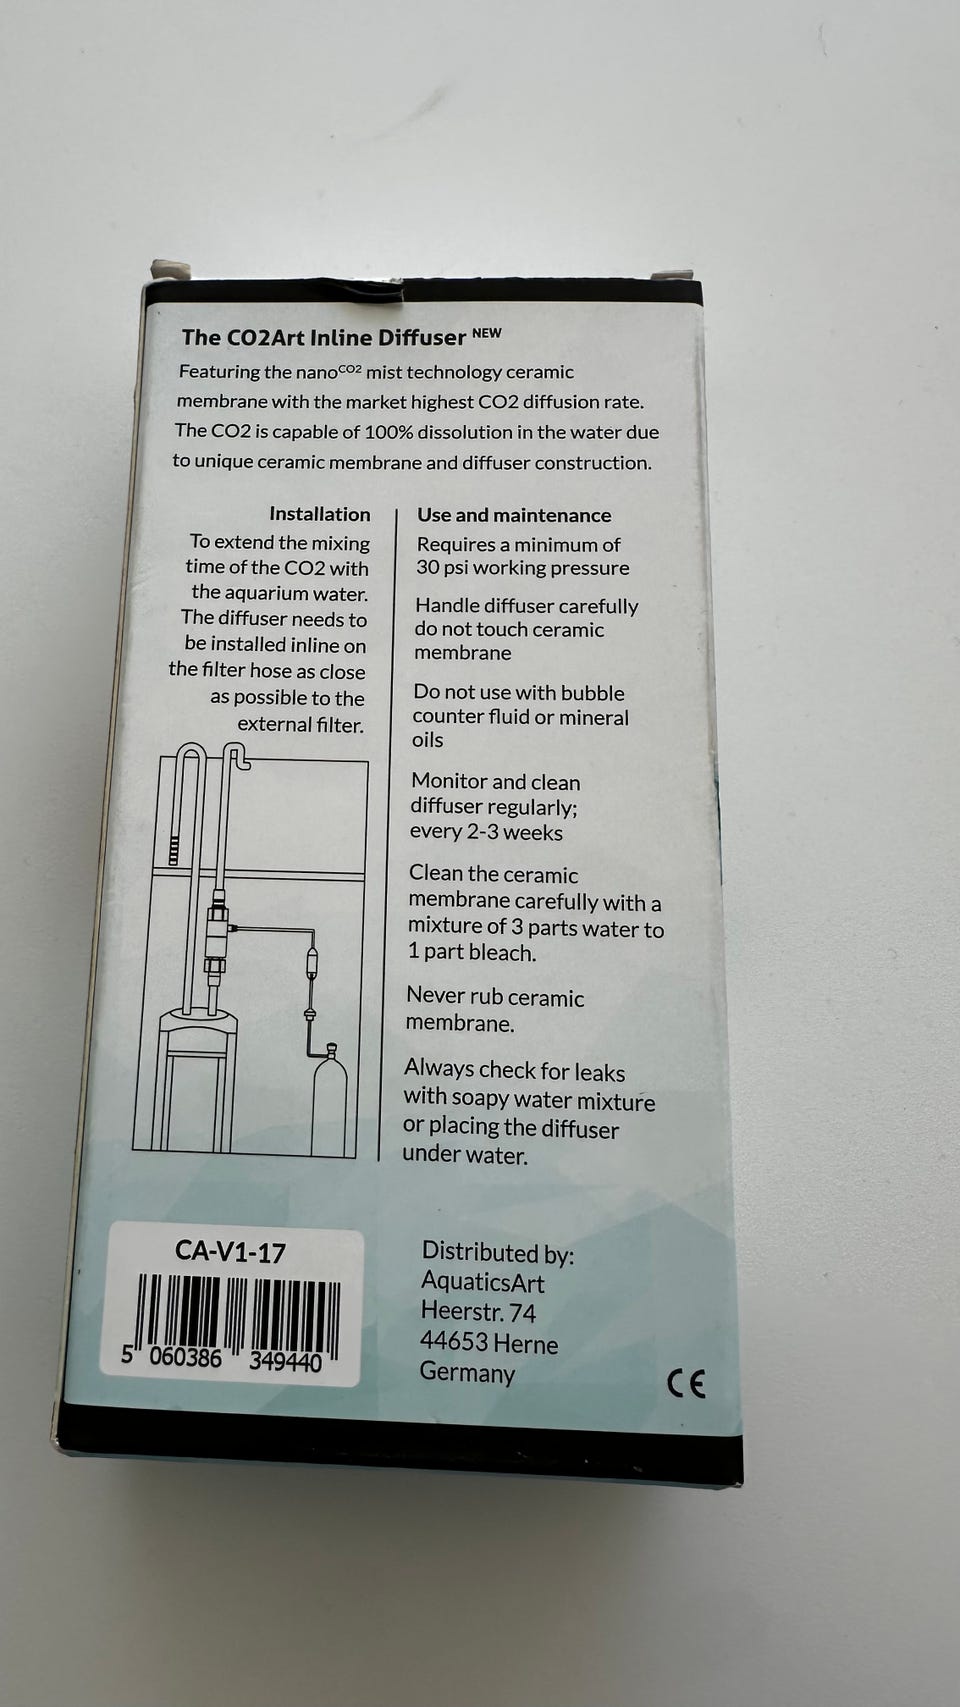 The CO2Art Inline Diffuser NEW
Featuring the nanoCO2 mist technology ceramic
membrane with the market highest CO2 diffusion rate.
The CO2 is capable of 100% dissolution in the water due
to unique ceramic membrane and diffuser construction.
Installation
To extend the mixing
time of the CO2 with
the aquarium water.
The diffuser needs to
be installed inline on
the filter hose as close
as possible to the
external filter.
Use and maintenance
Requires a minimum of
30 psi working pressure
Handle diffuser carefully
do not touch ceramic
membrane
Do not use with bubble
counter fluid or mineral
oils
Monitor and clean
diffuser regularly;
every 2-3 weeks
Clean the ceramic
membrane carefully with a
mixture of 3 parts water to
1 part bleach.
Never rub ceramic
membrane.
Always check for leaks
with soapy water mixture
or placing the diffuser
under water.
CA-V1-17
5 060386 349440
Distributed by:
AquaticsArt
Heerstr. 74
44653 Herne
Germany
CE